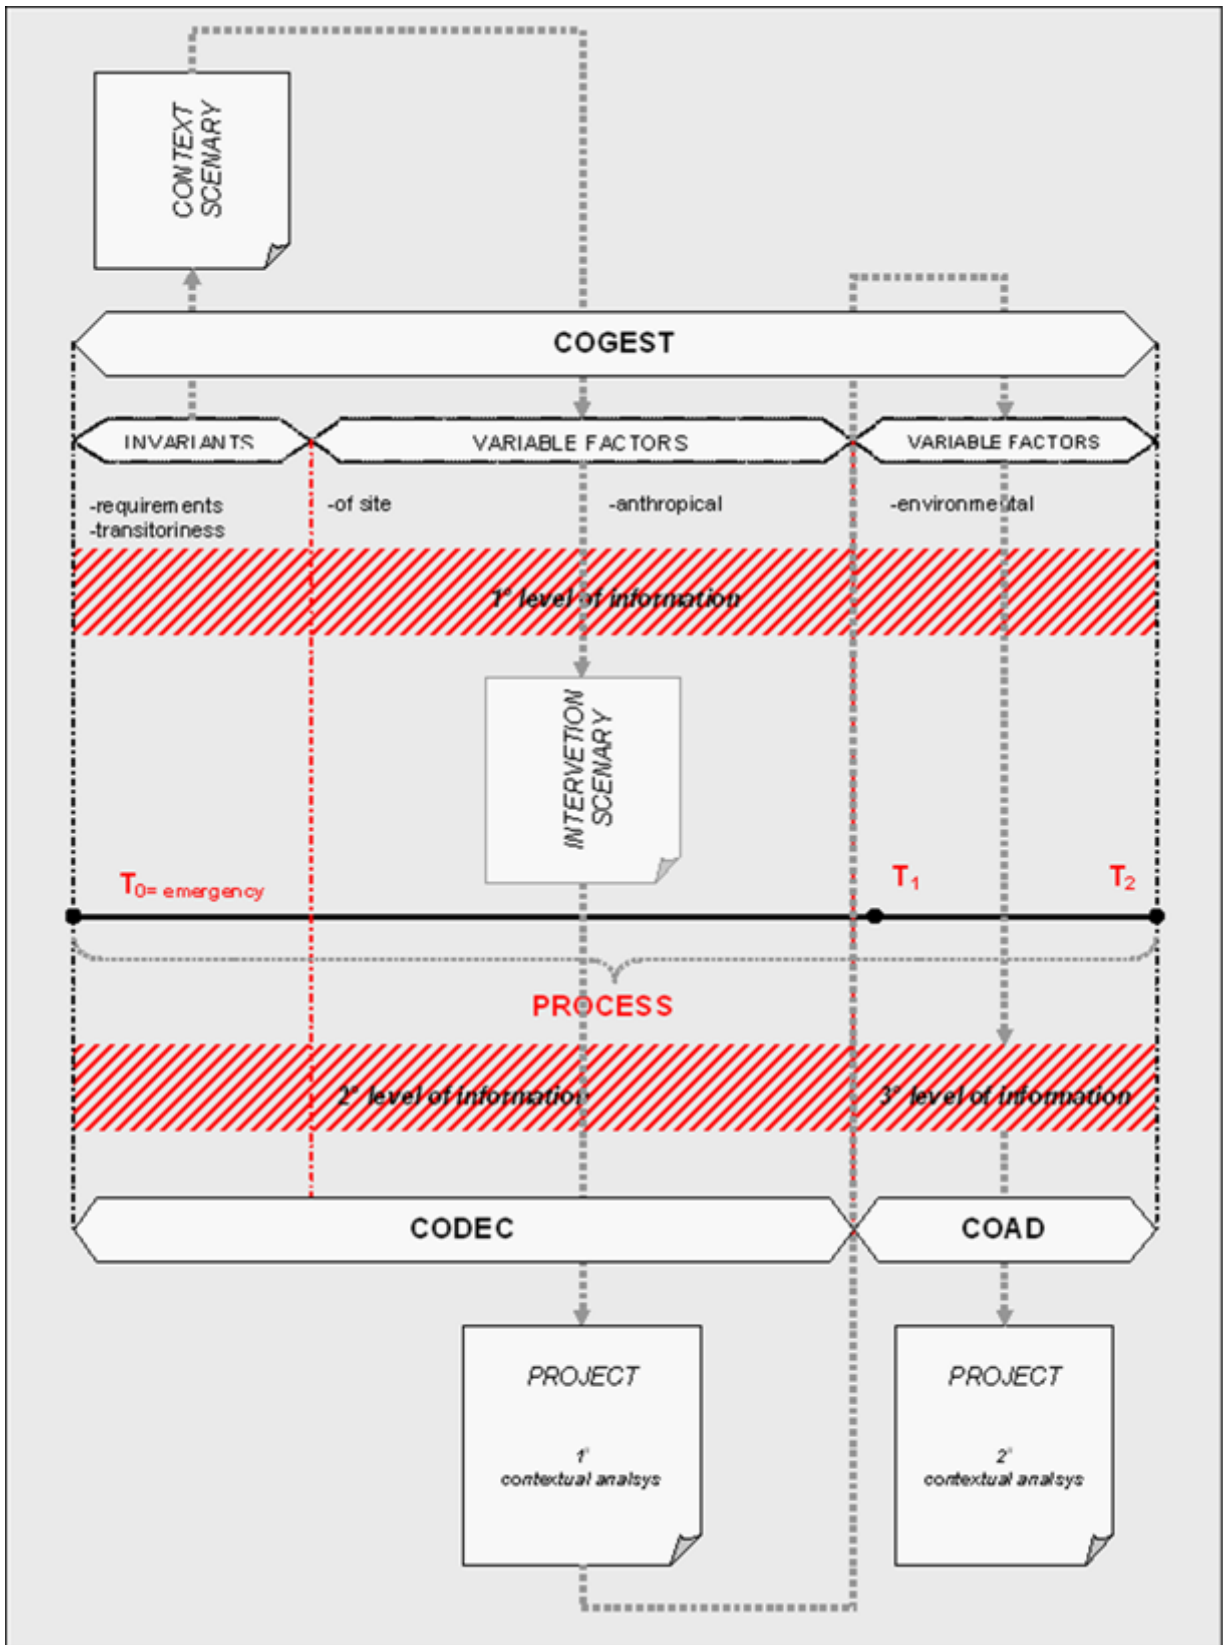 CONTEXT
SCENARY
COGEST
INVARIANTS
VARIABLE FACTORS
VARIABLE FACTORS
-requirements
-transitoriness
-of site
-anthropical
-environmental
1° level of information
INTERVETION
SCENARY
T0= emergency
T1
T2
PROCESS
2° level of information
3° level of information
CODEC
COAD
PROJECT
1°
contextual analsys
PROJECT
2°
contextual analsys